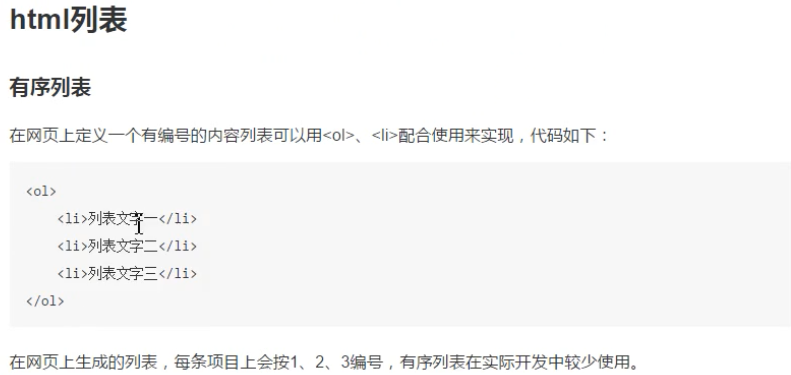 html列表
有序列表
在网页上定义一个有编号的内容列表可以用<ol>、<li>配合使用来实现，代码如下：
<ol>
<li>列表文字一</li>
<li>列表文字二</li>
<li>列表文字三</li>
</ol>
在网页上生成的列表，每条项目上会按1、2、3编号，有序列表在实际开发中较少使用。